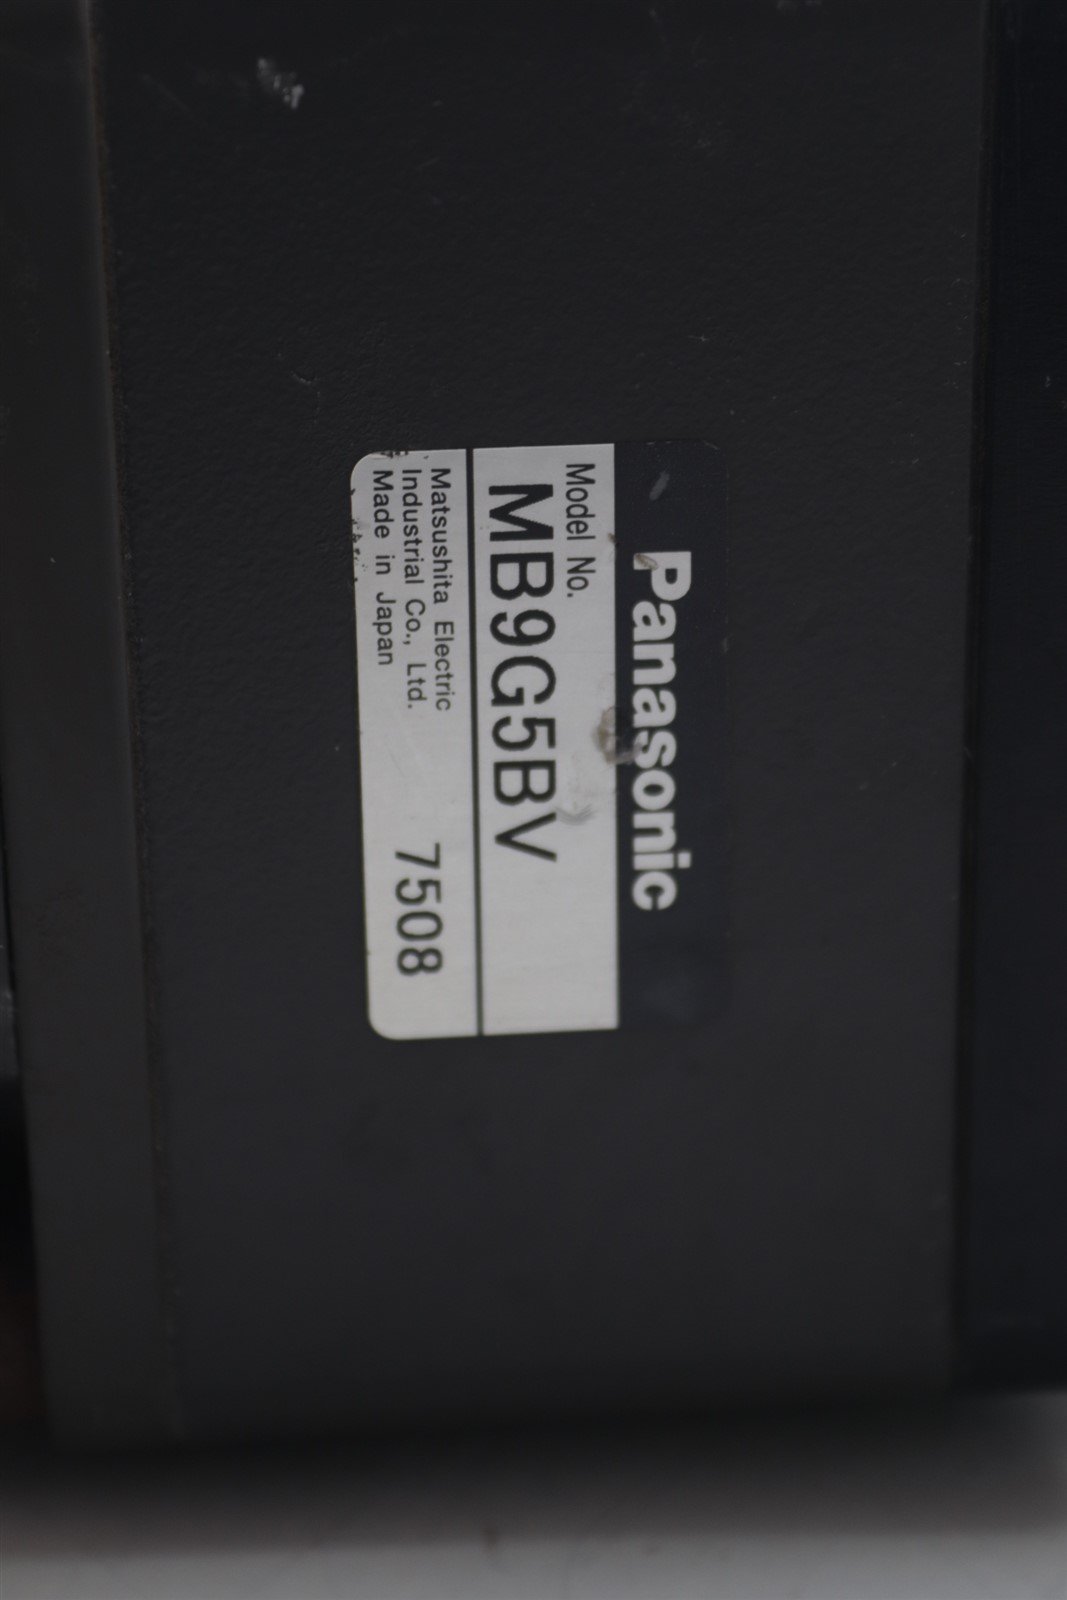 Panasonic
Model No.
MB9G5BV
Matsushita Electric
Industrial Co., Ltd.
Made in Japan
7508